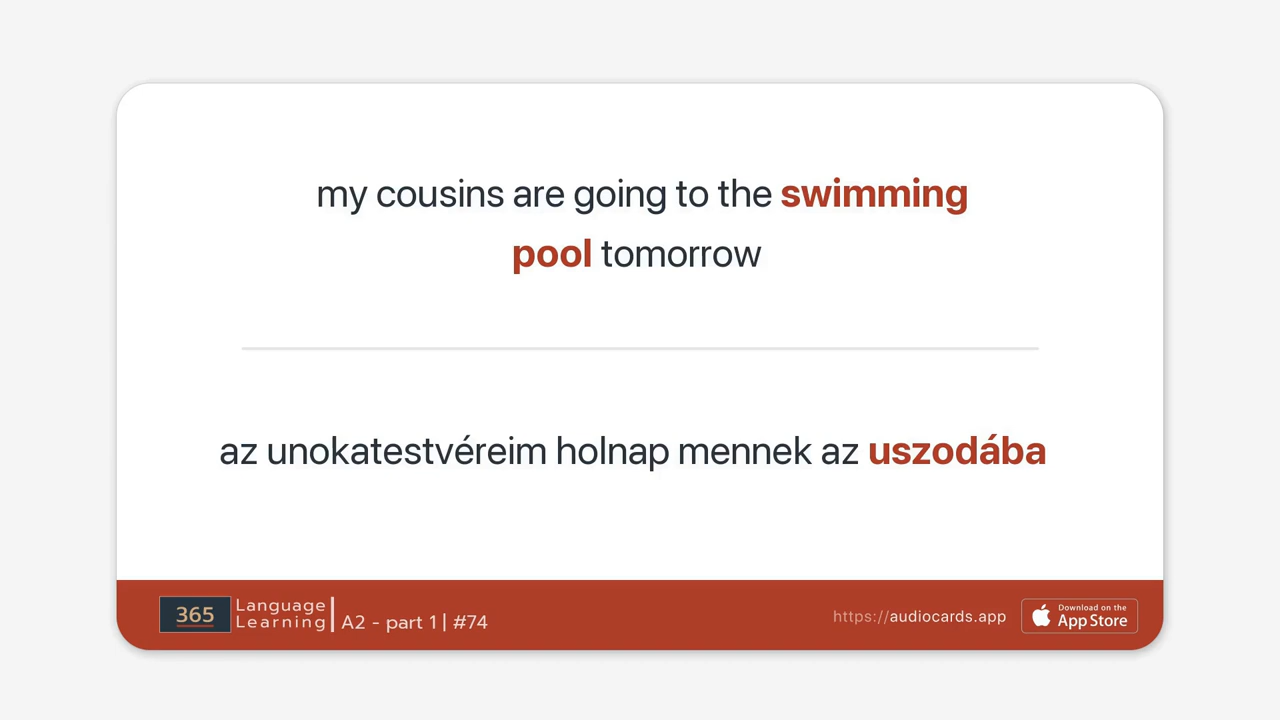 my cousins are going to the swimming
pool tomorrow
az unokatestvéreim holnap mennek az uszodába
365
Language
Learning
A2 - part 1 | #74
https://audiocards.app
Download on the
App Store